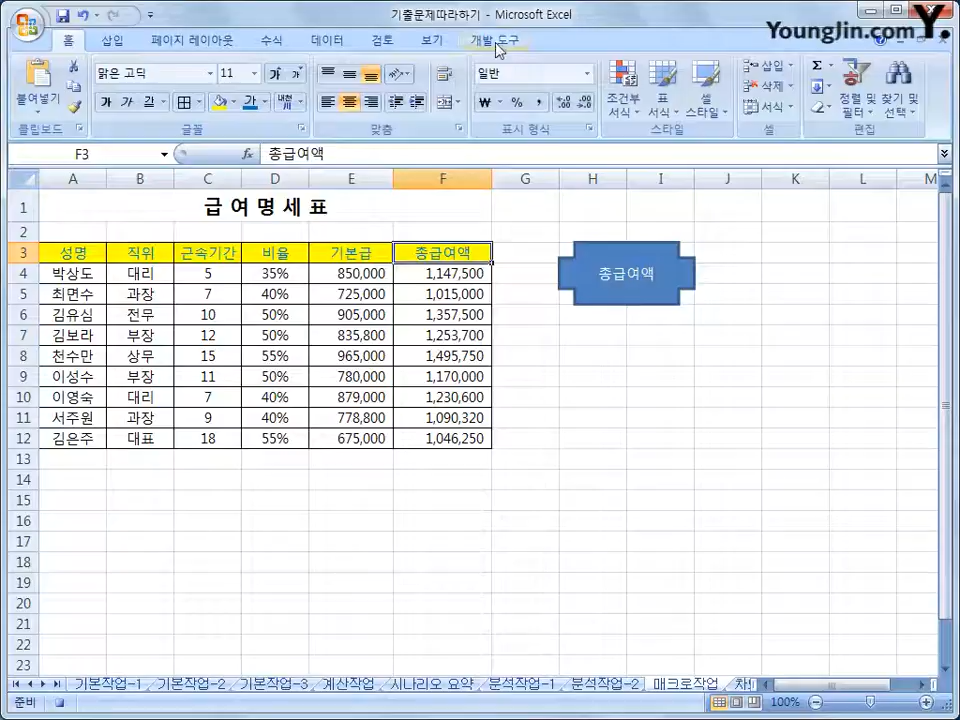 기출문제따라하기 - Microsoft Excel
YoungJin.com Y.
홈 삽입 페이지 레이아웃 수식 데이터 검토 보기 개발 도구
붙여넣기 맑은 고딕 11 가 가 일반 조건부 서식 표 서식 셀 스타일 삽입 삭제 서식 Σ 정렬 및 필터 찾기 및 선택
가 가 간 가 내천 ₩ % ,
클립보드 글꼴 맞춤 표시 형식 스타일 셀 편집
F3 fx 총급여액
A B C D E F G H I J K L M
1 급 여 명 세 표
2
3 성명 직위 근속기간 비율 기본급 총급여액
4 박상도 대리 5 35% 850,000 1,147,500 총급여액
5 최면수 과장 7 40% 725,000 1,015,000
6 김유심 전무 10 50% 905,000 1,357,500
7 김보라 부장 12 50% 835,800 1,253,700
8 천수만 상무 15 55% 965,000 1,495,750
9 이성수 부장 11 50% 780,000 1,170,000
10 이영숙 대리 7 40% 879,000 1,230,600
11 서주원 과장 9 40% 778,800 1,090,320
12 김은주 대표 18 55% 675,000 1,046,250
13
14
15
16
17
18
19
20
21
22
23
기본작업-1 기본작업-2 기본작업-3 계산작업 시나리오 요약 분석작업-1 분석작업-2 매크로작업
준비 100%